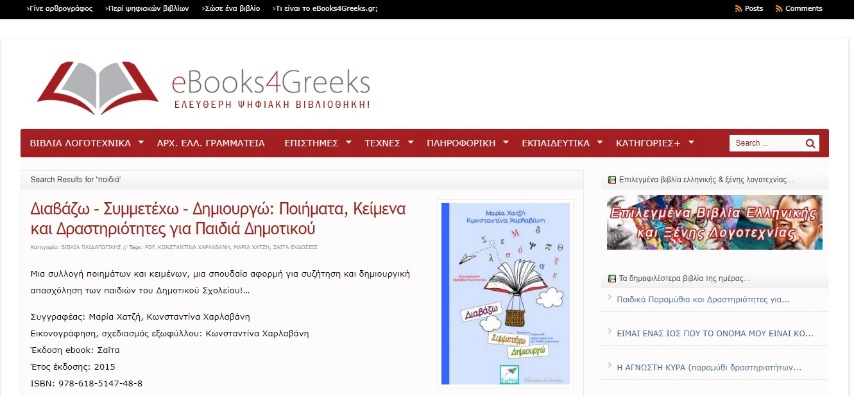 ›Γίνε αρθρογράφος ›Περί ψηφιακών βιβλίων ›Σώσε ένα βιβλίο ›Τι είναι το eBooks4Greeks.gr; Posts Comments
eBooks4Greeks
ΕΛΕΥΘΕΡΗ ΨΗΦΙΑΚΗ ΒΙΒΛΙΟΘΗΚΗ!
ΒΙΒΛΙΑ ΛΟΓΟΤΕΧΝΙΚΑ ΑΡΧ. ΕΛΛ. ΓΡΑΜΜΑΤΕΙΑ ΕΠΙΣΤΗΜΕΣ ΤΕΧΝΕΣ ΠΛΗΡΟΦΟΡΙΚΗ ΕΚΠΑΙΔΕΥΤΙΚΑ ΚΑΤΗΓΟΡΙΕΣ+ Search ...
Search Results for 'παιδιά'
Διαβάζω - Συμμετέχω - Δημιουργώ: Ποιήματα, Κείμενα
και Δραστηριότητες για Παιδιά Δημοτικού
Κατηγορία: ΒΙΒΛΙΑ ΠΑΙΔΑΓΩΓΙΚΗΣ // Tags: PDF, ΚΩΝΣΤΑΝΤΙΝΑ ΧΑΡΛΑΒΑΝΗ, ΜΑΡΙΑ ΧΑΤΖΗ, ΣΑΪΤΑ ΕΚΔΟΣΕΙΣ
Μια συλλογή ποιημάτων και κειμένων, μια σπουδαία αφορμή για συζήτηση και δημιουργική
απασχόληση των παιδιών του Δημοτικού Σχολείου!…
Συγγραφέας: Μαρία Χατζή, Κωνσταντίνα Χαρλαβάνη
Εικονογράφηση, σχεδιασμός εξωφύλλου: Κωνσταντίνα Χαρλαβάνη
Έκδοση ebook: Σαΐτα
Έτος έκδοσης: 2015
ISBN: 978-618-5147-48-8
Μαρία Χατζή
Κωνσταντίνα Χαρλαβάνη
Διαβάζω
Συμμετέχω
Δημιουργώ
Σαΐτα
Επιλεγμένα βιβλία ελληνικής & ξένης λογοτεχνίας...
Επιλεγμένα Βιβλία Ελληνικής
και Ξένης Λογοτεχνίας
Τα δημοφιλέστερα βιβλία της ημέρας...
Παιδικά Παραμύθια και Δραστηριότητες για...
ΕΙΜΑΙ ΕΝΑΣ ΙΟΣ ΠΟΥ ΤΟ ΟΝΟΜΑ ΜΟΥ ΕΙΝΑΙ ΚΟ...
Η ΑΓΝΩΣΤΗ ΚΥΡΑ (παραμύθι δραστηριοτήτων...